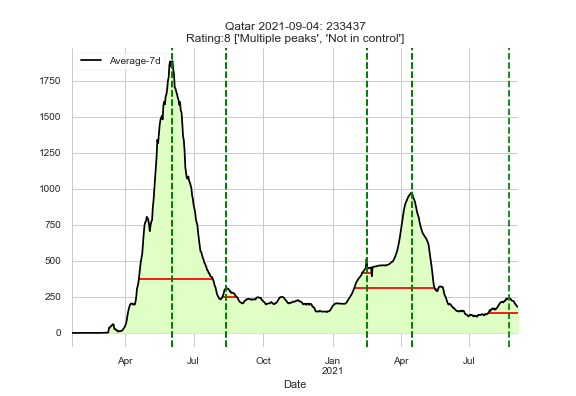 Qatar 2021-09-04: 233437
Rating:8 ['Multiple peaks', 'Not in control']
Average-7d
1750
1500
1250
1000
750
500
250
0
Apr Jul Oct Jan Apr Jul
2021
Date